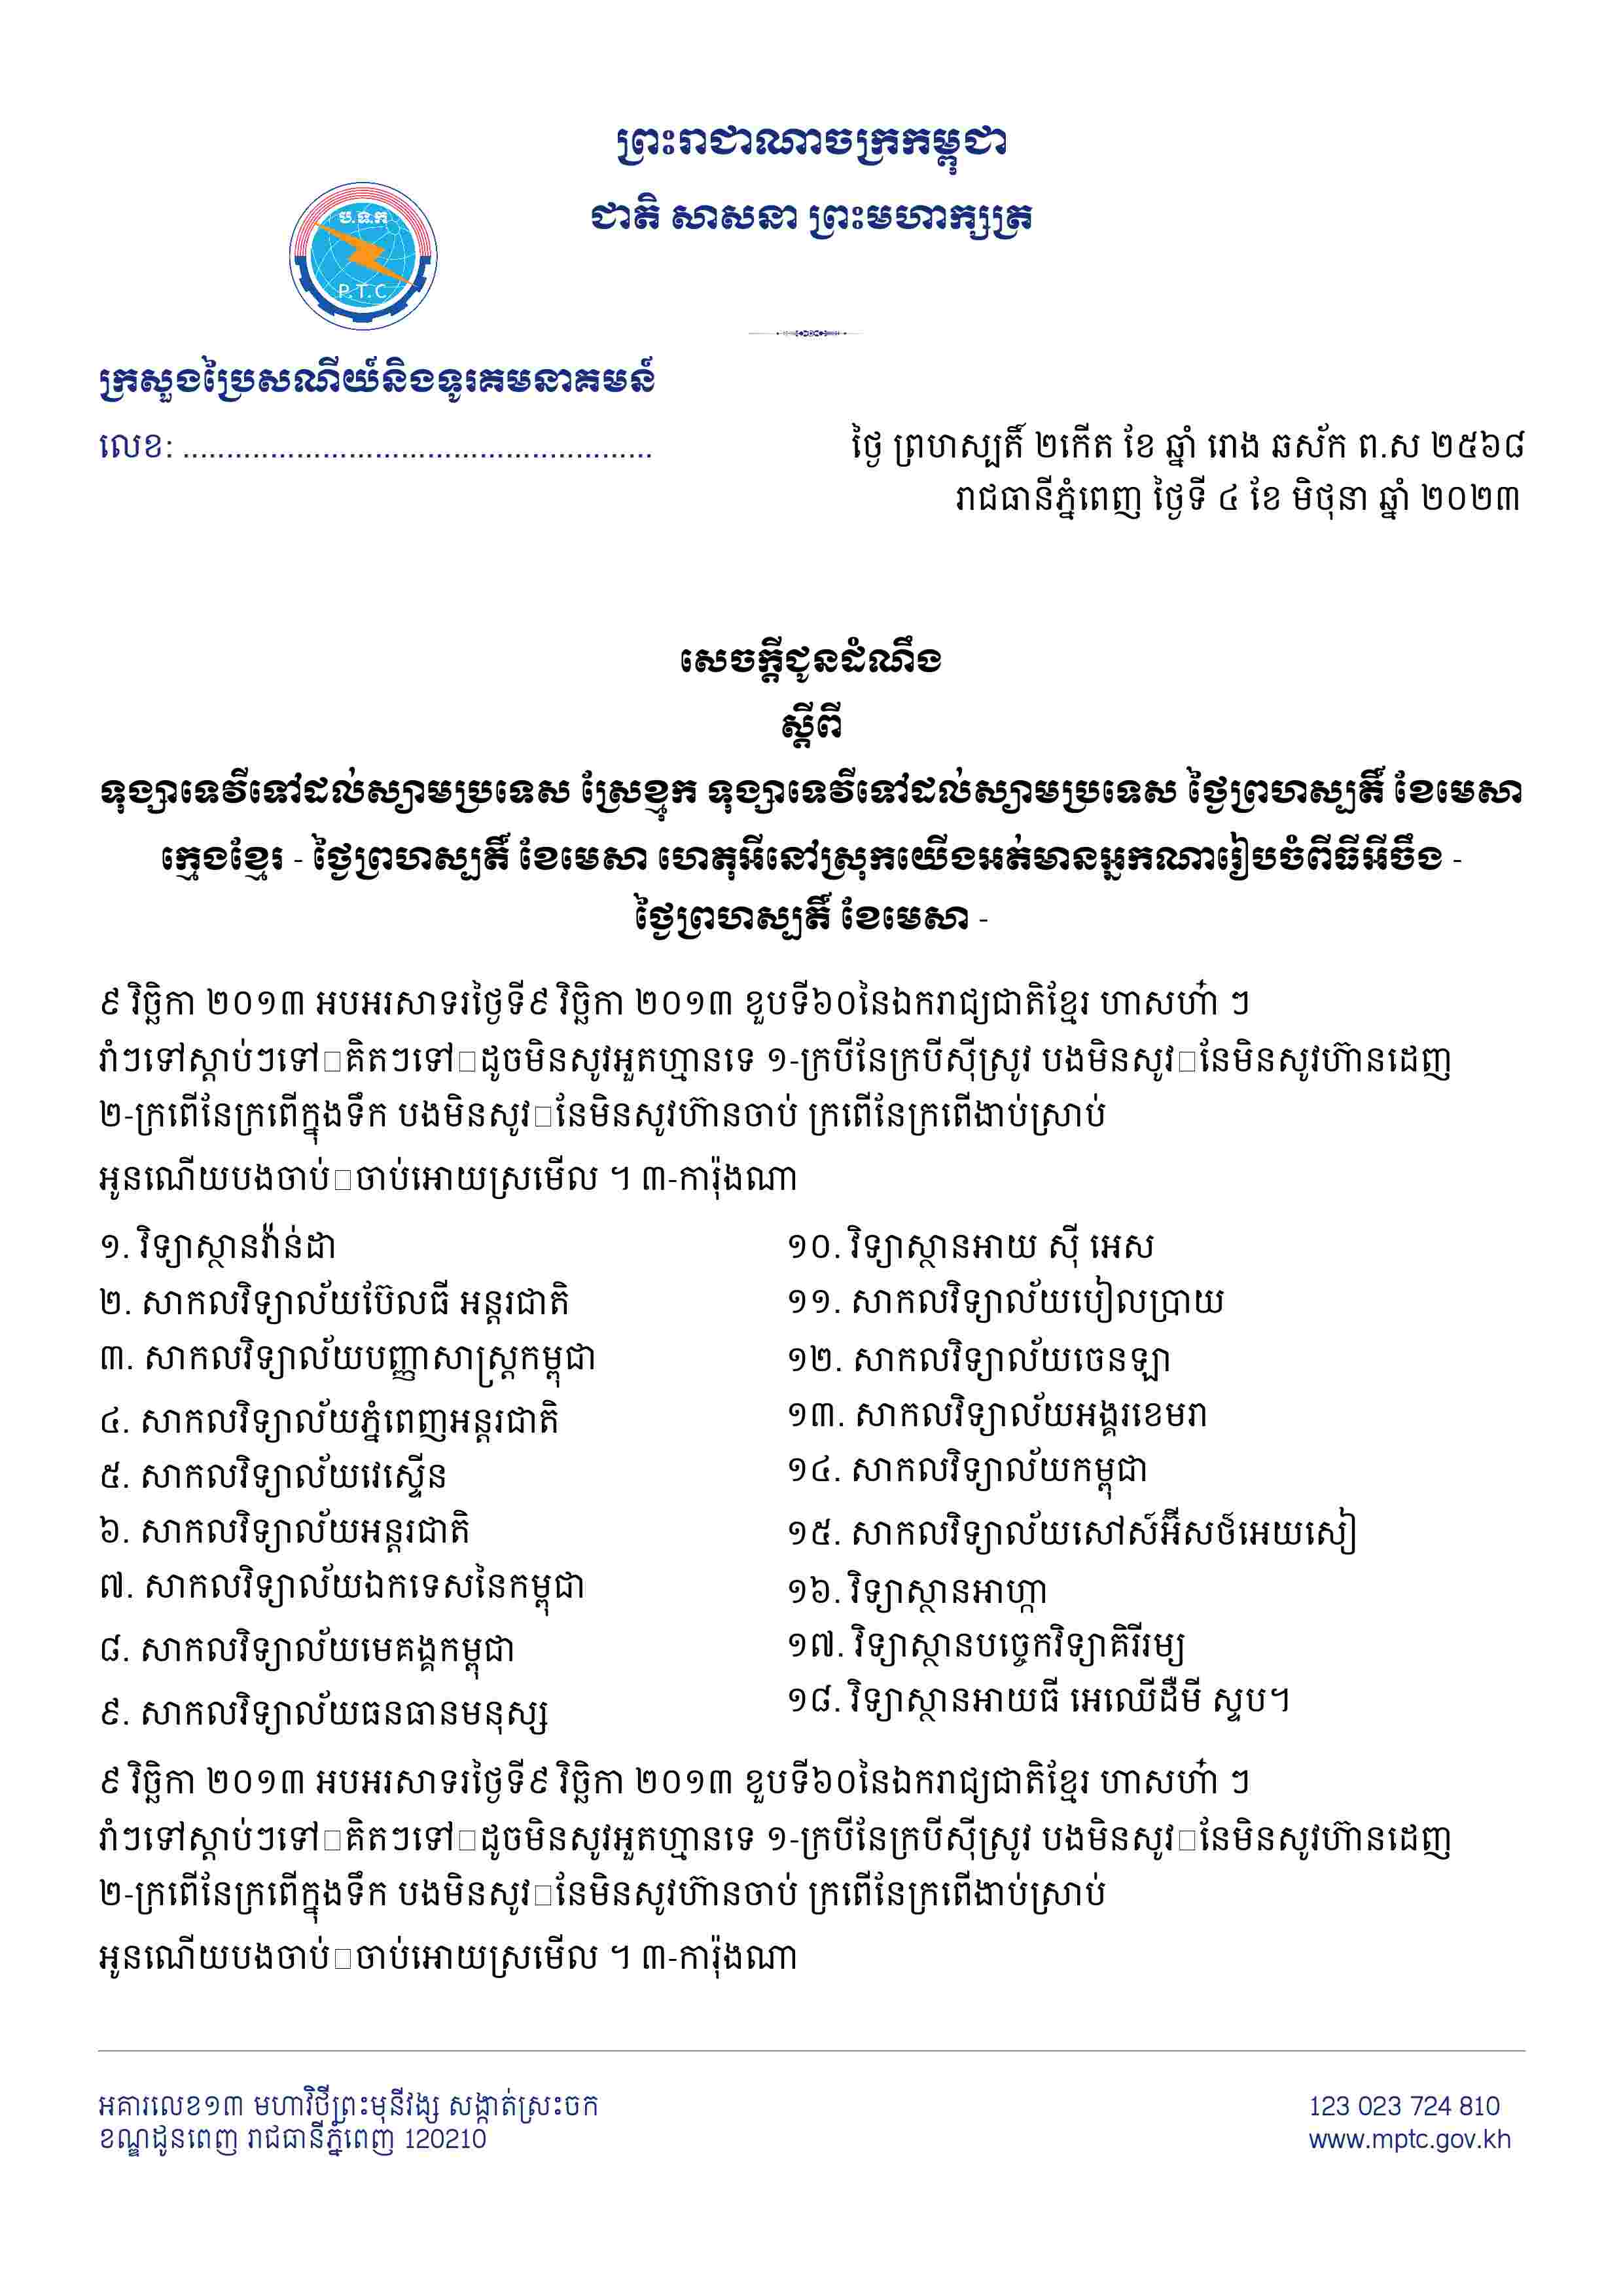 ព្រះរាជាណាចក្រកម្ពុជា
ជាតិ សាសនា ព្រះមហាក្សត្រ
ប.ទ.ក
P.T.C
ក្រសួងប្រៃសណីយ៍និងទូរគមនាគមន៍
លេខ: ......................................................
ថ្ងៃ ព្រហស្បតិ៍ ២កើត ខែ ឆ្នាំ រោង ឆស័ក ព.ស ២៥៦៨
រាជធានីភ្នំពេញ ថ្ងៃទី ៤ ខែ មិថុនា ឆ្នាំ ២០២៣
សេចក្តីជូនដំណឹង
ស្តីពី
ទុង្សាទេវីទៅដល់ស្យាមប្រទេស ស្រែខ្មុក ទុង្សាទេវីទៅដល់ស្យាមប្រទេស ថ្ងៃព្រហស្បតិ៍ ខែមេសា
ក្មេងខ្មែរ - ថ្ងៃព្រហស្បតិ៍ ខែមេសា ហេតុអីនៅស្រុកយើងអត់មានអ្នកណារៀបចំពីធីអីចឹង -
ថ្ងៃព្រហស្បតិ៍ ខែមេសា -
៩ វិច្ឆិកា ២០១៣ អបអរសាទរថ្ងៃទី៩ វិច្ឆិកា ២០១៣ ខួបទី៦០នៃឯករាជ្យជាតិខ្មែរ ហាសហ៎ា ៗ
រាំៗទៅស្តាប់ៗទៅ គិតៗទៅ ដូចមិនសូវអួតហ្មានទេ ១-ក្របីនែក្របីស៊ីស្រូវ បងមិនសូវ នែមិនសូវហ៊ានដេញ
២-ក្រពើនែក្រពើក្នុងទឹក បងមិនសូវ នែមិនសូវហ៊ានចាប់ ក្រពើនែក្រពើងាប់ស្រាប់
អូនណើយបងចាប់ ចាប់អោយស្រមើល ។ ៣-ការ៉ុងណា
១. វិទ្យាស្ថានវ៉ាន់ដា
២. សាកលវិទ្យាល័យប៊ែលធី អន្តរជាតិ
៣. សាកលវិទ្យាល័យបញ្ញាសាស្ត្រកម្ពុជា
៤. សាកលវិទ្យាល័យភ្នំពេញអន្តរជាតិ
៥. សាកលវិទ្យាល័យវេស្ទើន
៦. សាកលវិទ្យាល័យអន្តរជាតិ
៧. សាកលវិទ្យាល័យឯកទេសនៃកម្ពុជា
៨. សាកលវិទ្យាល័យមេគង្គកម្ពុជា
៩. សាកលវិទ្យាល័យធនធានមនុស្ស
១០. វិទ្យាស្ថានអាយ ស៊ី អេស
១១. សាកលវិទ្យាល័យបៀលប្រាយ
១២. សាកលវិទ្យាល័យចេនឡា
១៣. សាកលវិទ្យាល័យអង្គរខេមរា
១៤. សាកលវិទ្យាល័យកម្ពុជា
១៥. សាកលវិទ្យាល័យសៅស៍អ៊ីសថ៍អេយសៀ
១៦. វិទ្យាស្ថានអាហ្កា
១៧. វិទ្យាស្ថានបច្ចេកវិទ្យាគិរីរម្យ
១៨. វិទ្យាស្ថានអាយធី អេឈើដឺមី ស្ទប។
៩ វិច្ឆិកា ២០១៣ អបអរសាទរថ្ងៃទី៩ វិច្ឆិកា ២០១៣ ខួបទី៦០នៃឯករាជ្យជាតិខ្មែរ ហាសហ៎ា ៗ
រាំៗទៅស្តាប់ៗទៅ គិតៗទៅ ដូចមិនសូវអួតហ្មានទេ ១-ក្របីនែក្របីស៊ីស្រូវ បងមិនសូវ នែមិនសូវហ៊ានដេញ
២-ក្រពើនែក្រពើក្នុងទឹក បងមិនសូវ នែមិនសូវហ៊ានចាប់ ក្រពើនែក្រពើងាប់ស្រាប់
អូនណើយបងចាប់ ចាប់អោយស្រមើល ។ ៣-ការ៉ុងណា
អគារលេខ១៣ មហាវិថីព្រះមុនីវង្ស សង្កាត់ស្រះចក
ខណ្ឌដូនពេញ រាជធានីភ្នំពេញ 120210
123 023 724 810
www.mptc.gov.kh